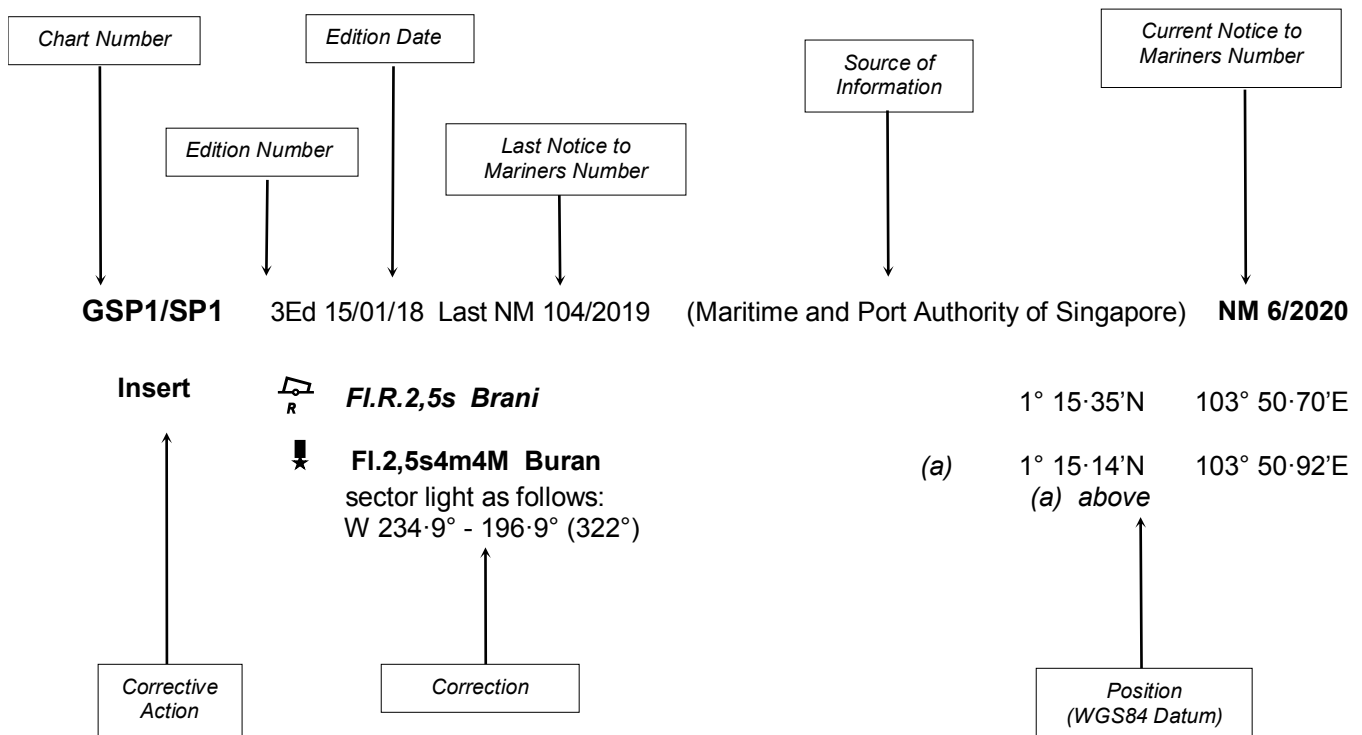 Chart Number
Edition Date
Source of
Information
Current Notice to
Mariners Number
Edition Number
Last Notice to
Mariners Number
GSP1/SP1 3Ed 15/01/18 Last NM 104/2019 (Maritime and Port Authority of Singapore) NM 6/2020
Insert R Fl.R.2,5s Brani 1° 15·35’N 103° 50·70’E
Fl.2,5s4m4M Buran (a) 1° 15·14’N 103° 50·92’E
sector light as follows: (a) above
W 234·9° - 196·9° (322°)
Corrective
Action
Correction
Position
(WGS84 Datum)